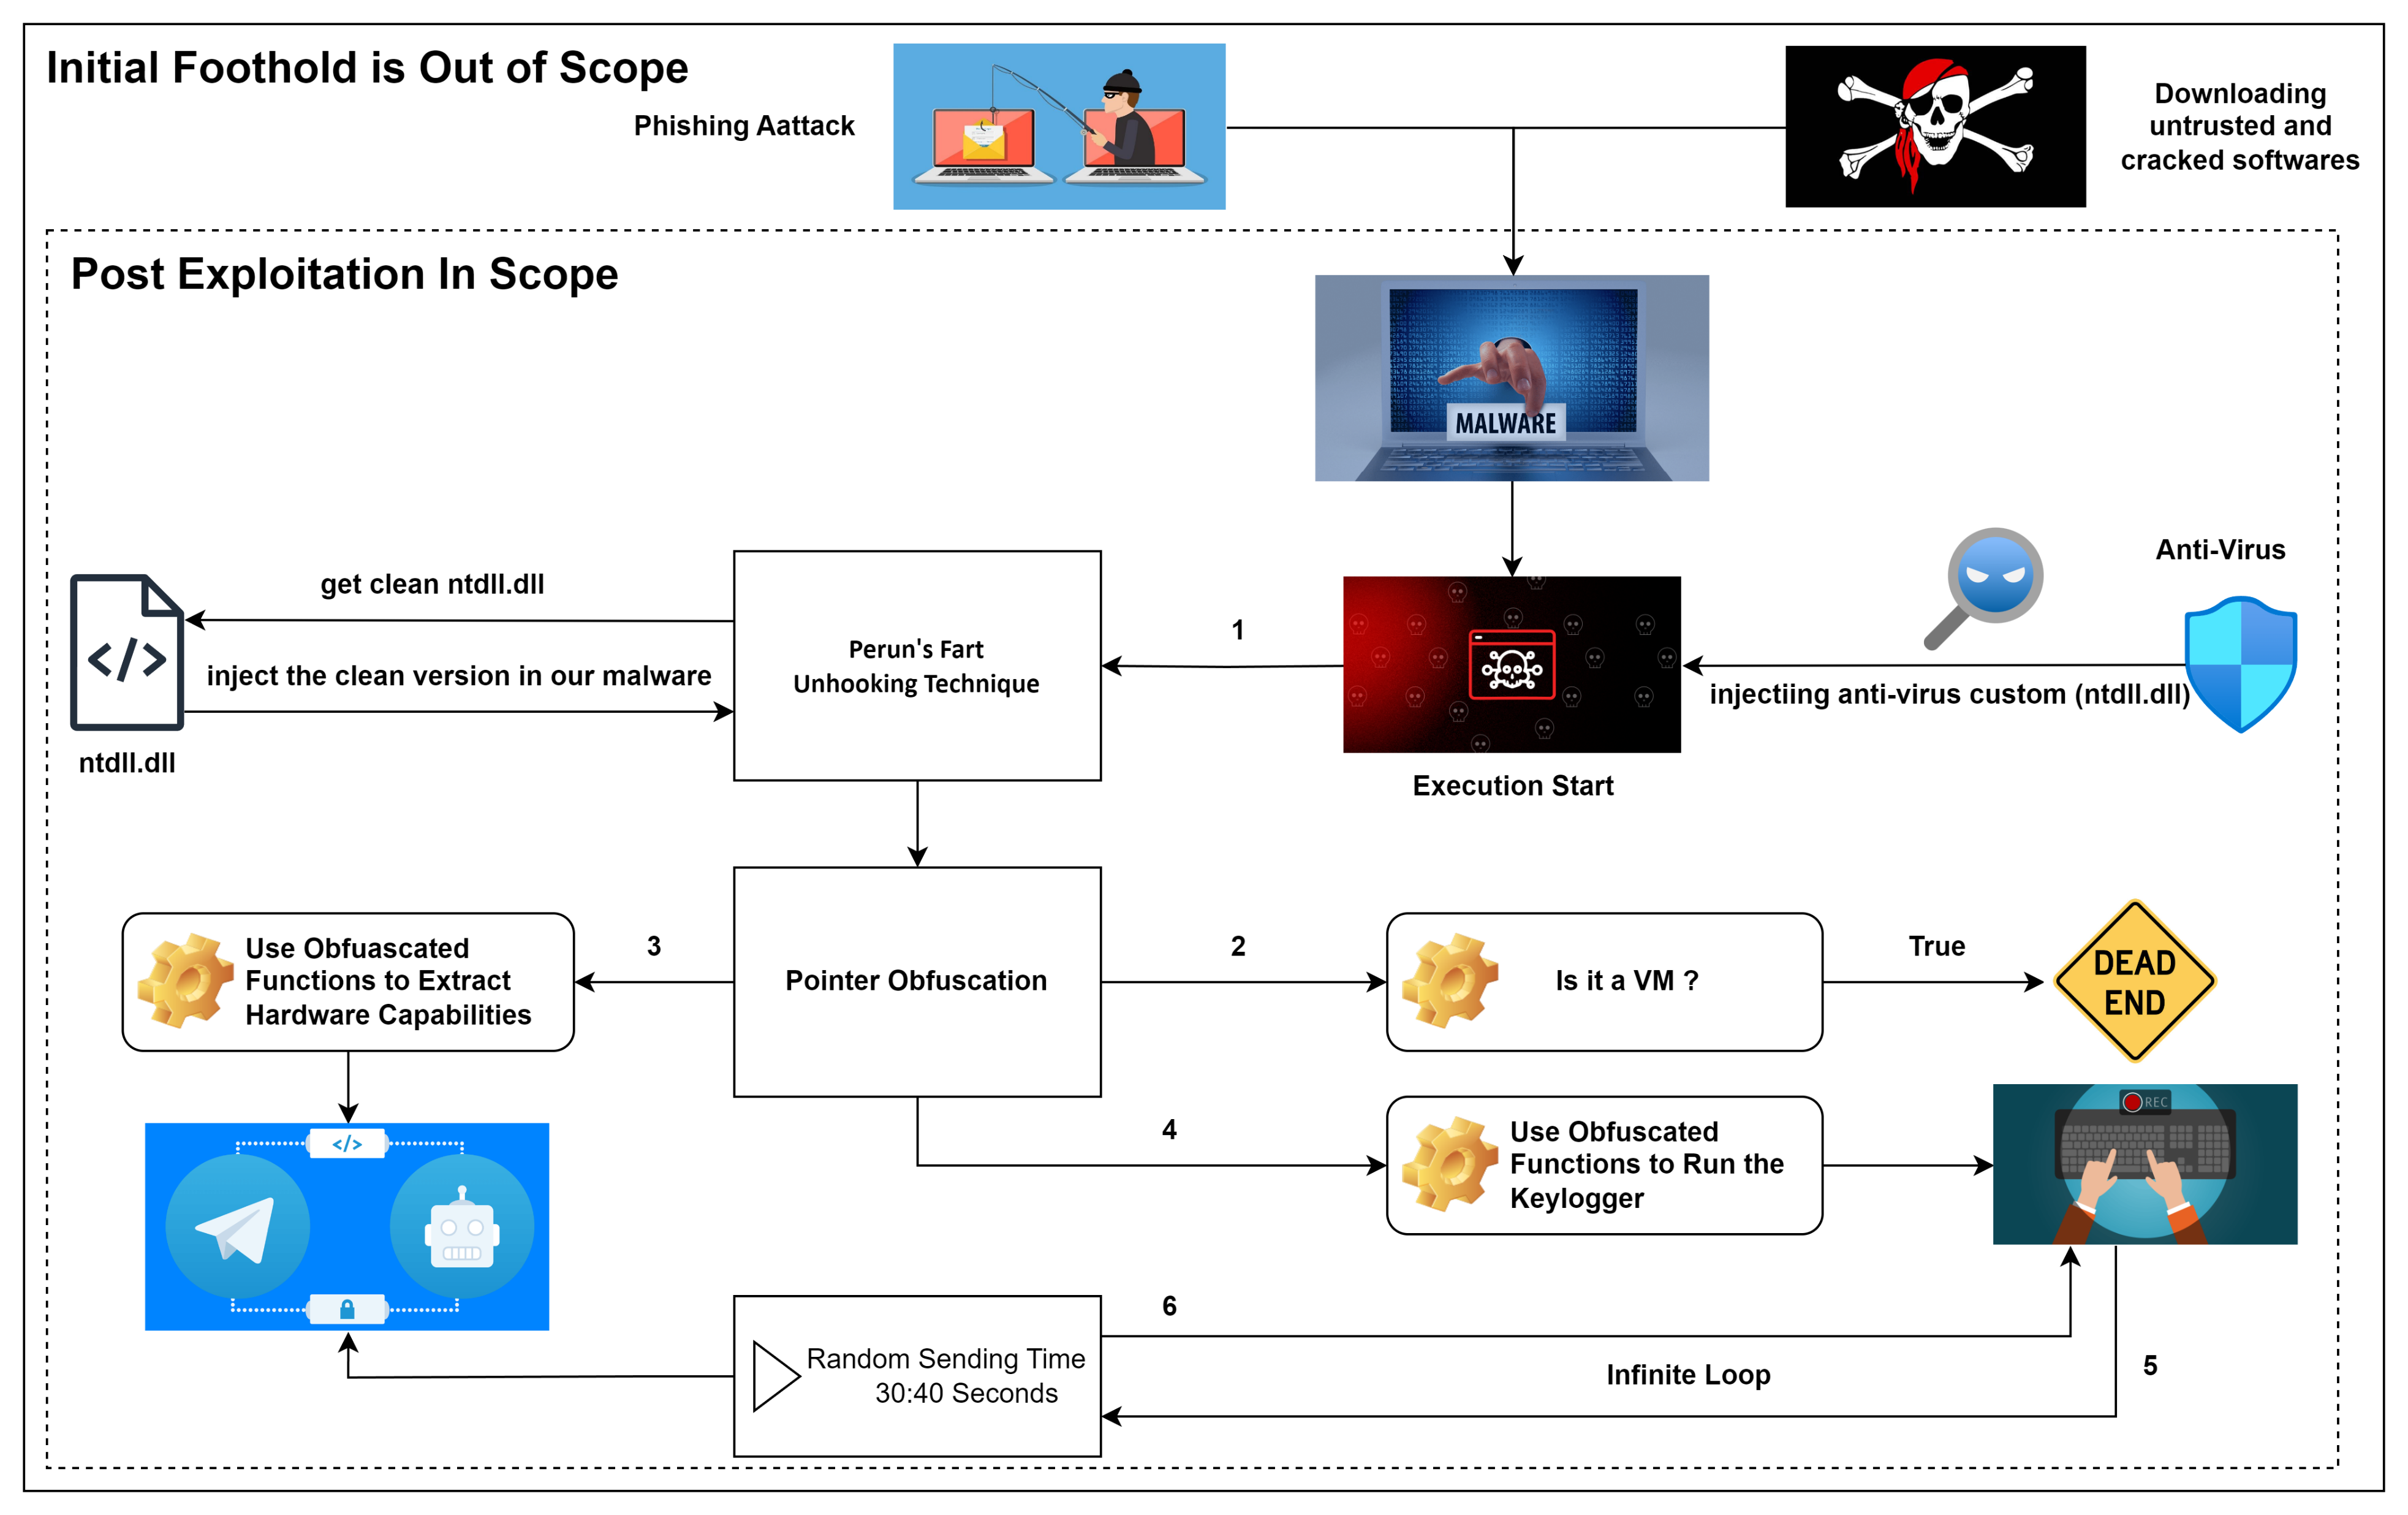 Initial Foothold is Out of Scope
Phishing Aattack
Downloading
untrusted and
cracked softwares
Post Exploitation In Scope
MALWARE
Anti-Virus
get clean ntdll.dll
1
Perun's Fart
Unhooking Technique
inject the clean version in our malware
injectiing anti-virus custom (ntdll.dll)
</>
ntdll.dll
Execution Start
Use Obfuascated
Functions to Extract
Hardware Capabilities
3
Pointer Obfuscation
2
Is it a VM ?
True
DEAD
END
REC
4
Use Obfuscated
Functions to Run the
Keylogger
</>
6
Random Sending Time
30:40 Seconds
Infinite Loop
5